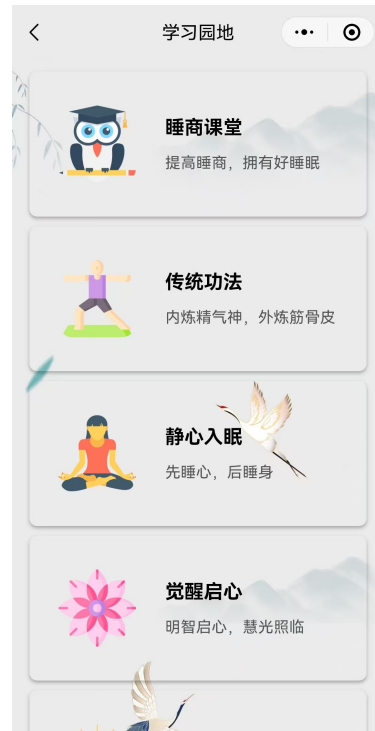 学习园地
睡商课堂
提高睡商，拥有好睡眠
传统功法
内炼精气神，外炼筋骨皮
静心入眠
先睡心，后睡身
觉醒启心
明智启心，慧光照临